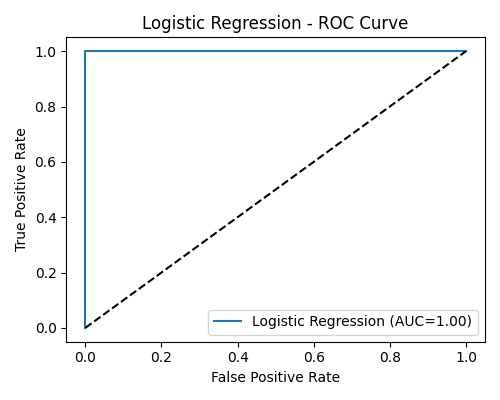 Logistic Regression - ROC Curve
True Positive Rate
1.0
0.8
0.6
0.4
0.2
0.0
Logistic Regression (AUC=1.00)
0.0 0.2 0.4 0.6 0.8 1.0
False Positive Rate